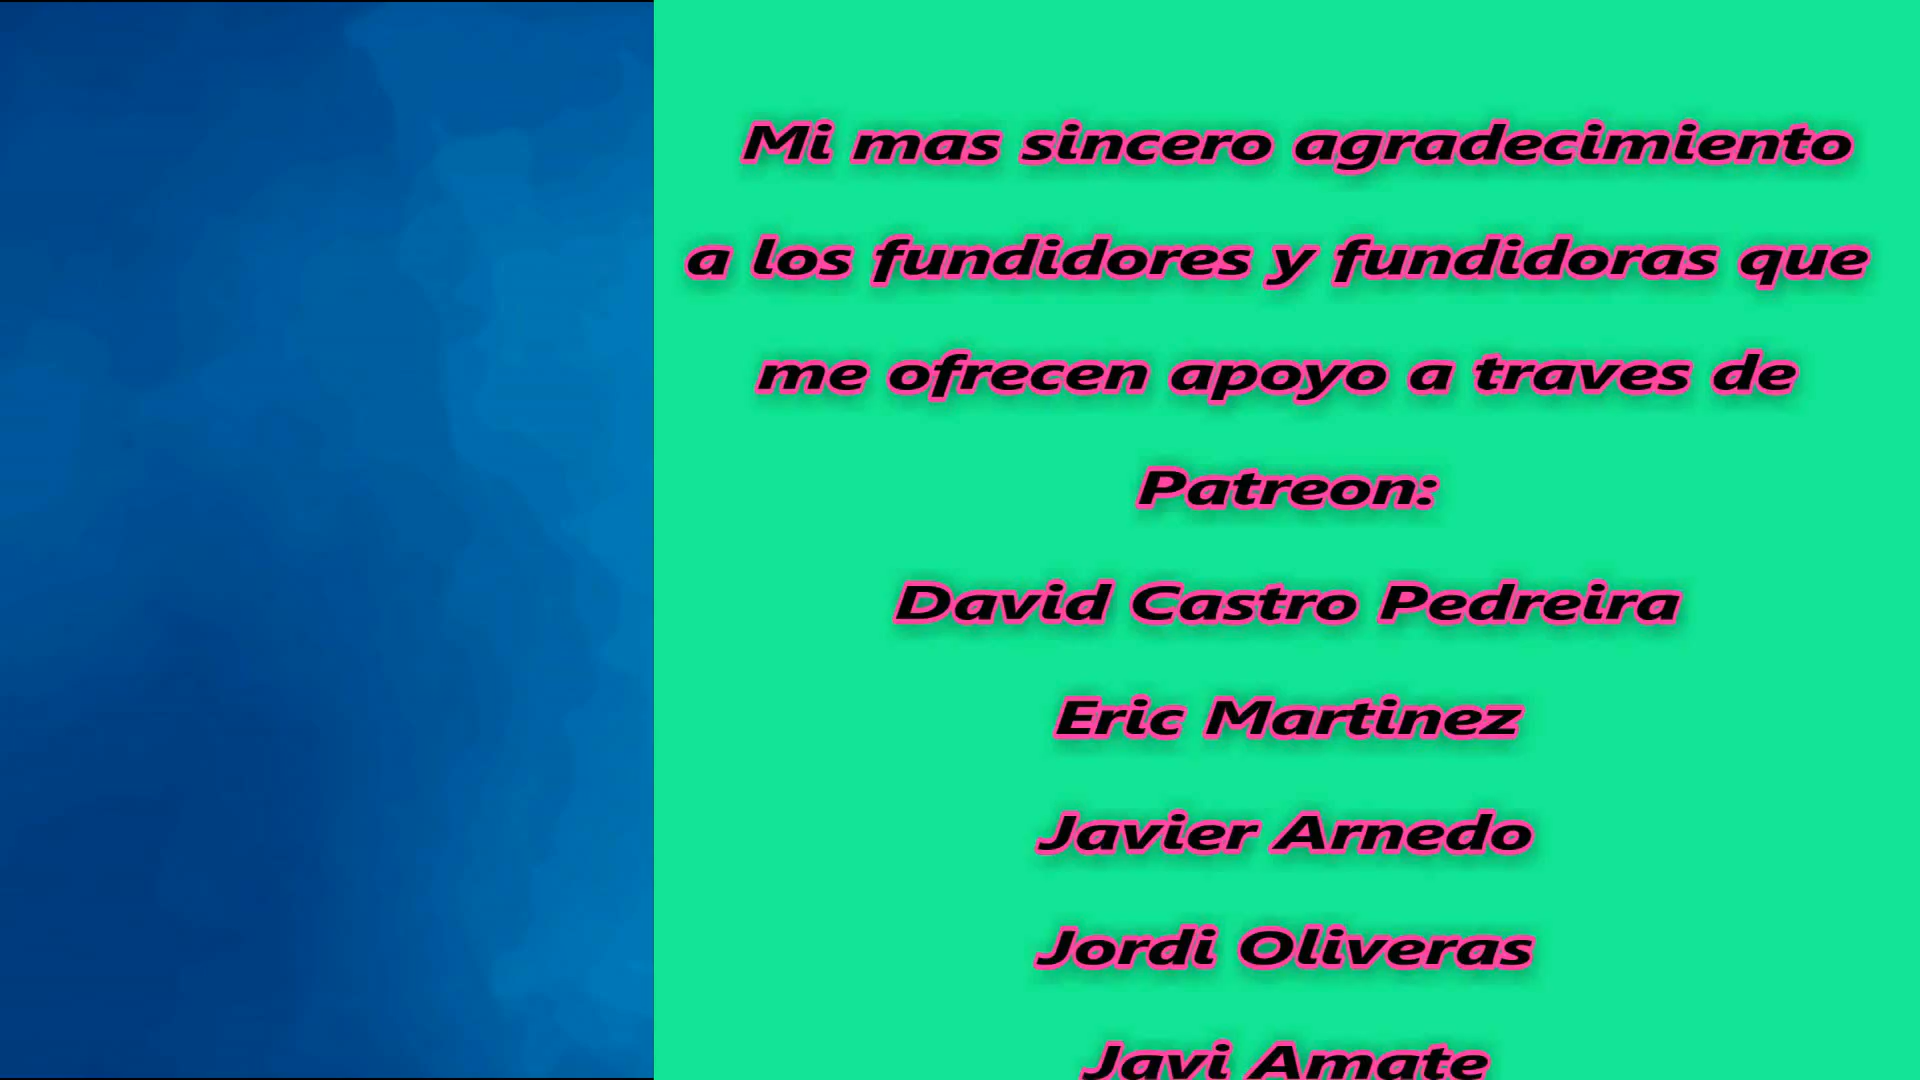 Mi mas sincero agradecimiento
a los fundidores y fundidoras que
me ofrecen apoyo a traves de
Patreon:
David Castro Pedreira
Eric Martinez
Javier Arnedo
Jordi Oliveras
Javi Amate